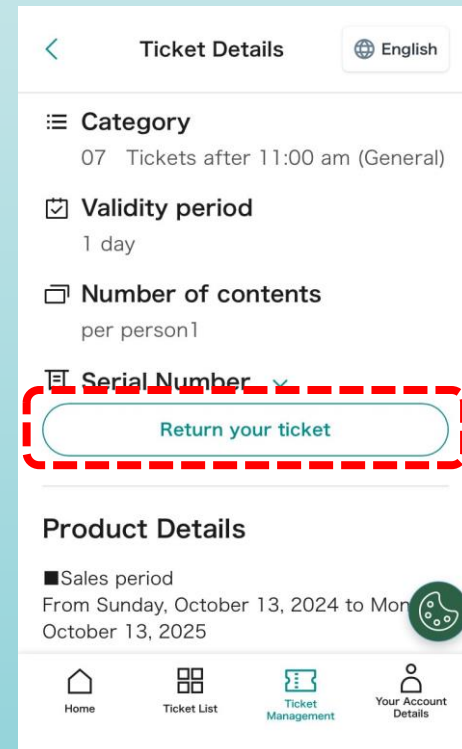 Ticket Details
English
Category
07 Tickets after 11:00 am (General)
Validity period
1 day
Number of contents
per person1
Serial Number
Return your ticket
Product Details
■Sales period
From Sunday, October 13, 2024 to Mon
October 13, 2025
Home
Ticket List
Ticket
Management
Your Account
Details